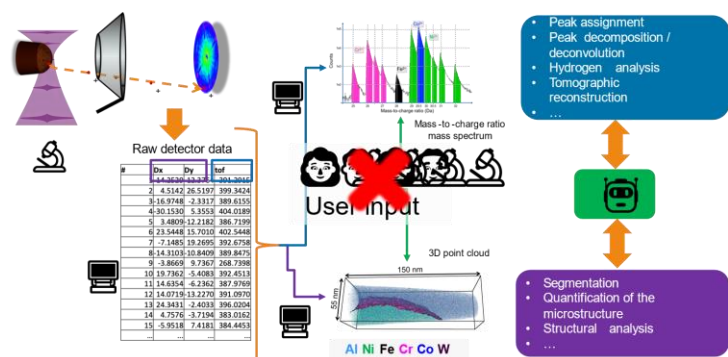 Raw detector data
# Dx Dy tof
2 4.5142 26.5197 399.3424
3 -16.9748 -2.3317 389.6155
4 -30.1530 5.3553 404.0189
5 3.4809 -12.2182 386.7199
6 23.5448 15.7010 402.5448
7 -7.1485 19.2695 392.6758
8 -14.3103 -10.8409 389.8475
9 -3.8669 9.7367 268.7398
10 19.7362 -5.4083 392.4513
11 14.6354 -6.2362 387.9769
12 14.0719 -13.2270 391.0970
13 24.3431 -2.4033 396.0204
14 4.7576 -3.7194 383.0162
15 -5.9518 7.4181 384.4453
... ... ... ...
Counts
Mass-to-charge ratio (Da)
Mass -to -charge ratio
mass spectrum
User input
3D point cloud
150 nm
55 nm
Al Ni Fe Cr Co W
• Peak assignment
• Peak decomposition /
deconvolution
• Hydrogen analysis
• Tomographic
reconstruction
• ...
• Segmentation
• Quantification of the
microstructure
• Structural analysis
• ...